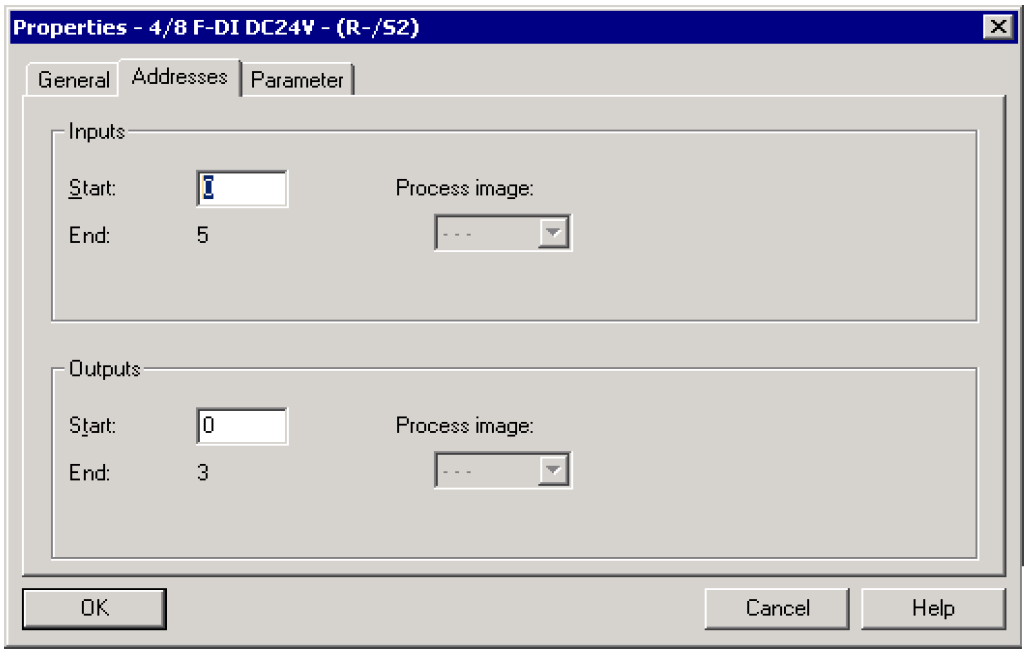 Properties - 4/8 F-DI DC24V - (R-/S2)
General Addresses Parameter
Inputs
Start: 0 Process image:
End: 5 - - -
Outputs
Start: 0 Process image:
End: 3 - - -
OK Cancel Help